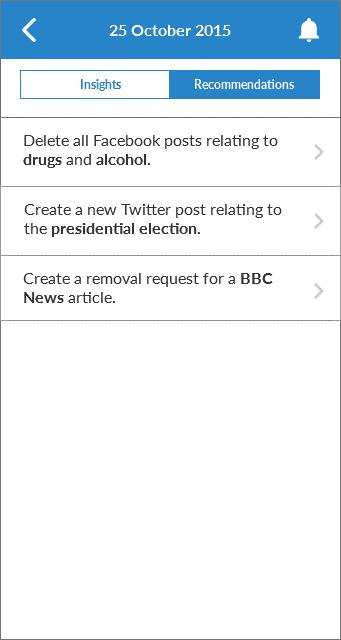 25 October 2015
Insights
Recommendations
Delete all Facebook posts relating to
drugs and alcohol.
Create a new Twitter post relating to
the presidential election.
Create a removal request for a BBC
News article.